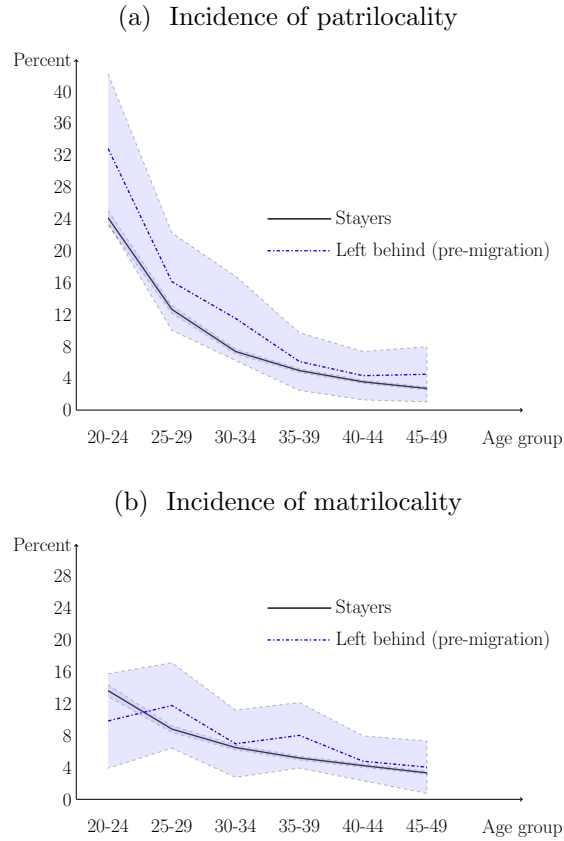 (a) Incidence of patrilocality
Percent
40
36
32
28
24
20
16
12
8
4
0
Stayers
Left behind (pre-migration)
20-24 25-29 30-34 35-39 40-44 45-49 Age group
(b) Incidence of matrilocality
Percent
28
24
20
16
12
8
4
0
Stayers
Left behind (pre-migration)
20-24 25-29 30-34 35-39 40-44 45-49 Age group